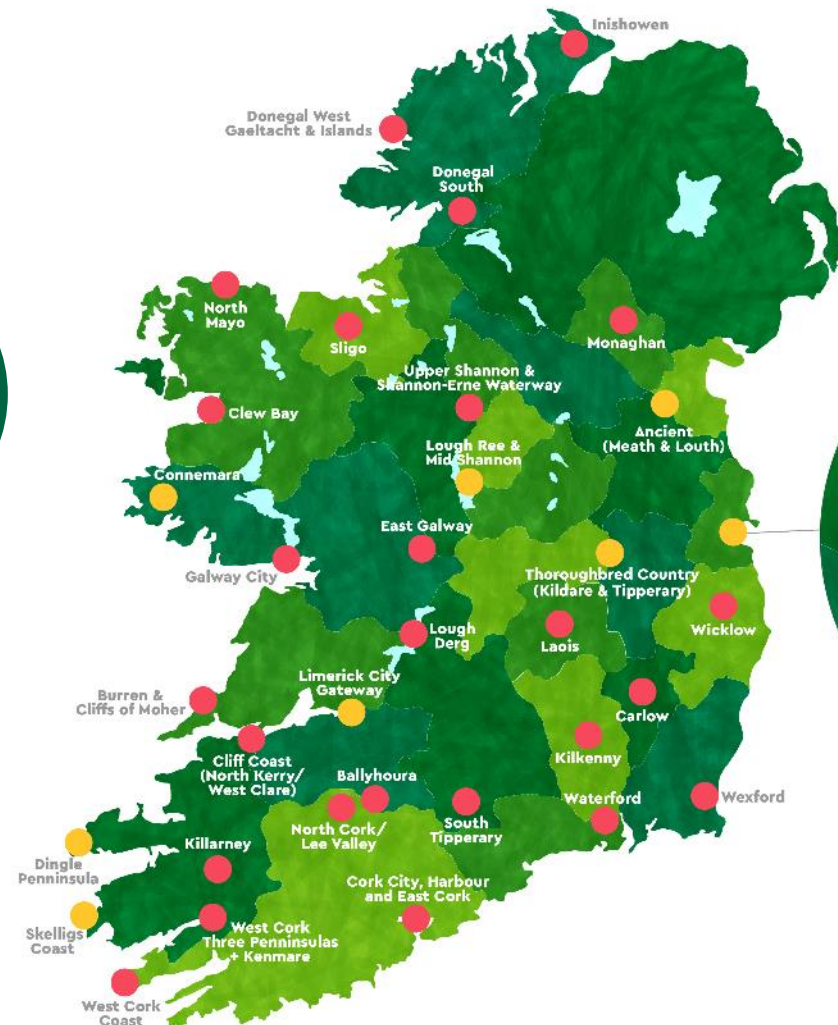 Inishowen
Donegal West
Gaeltacht & Islands
Donegal
South
North
Mayo
Sligo
Monaghan
Upper Shannon &
Shannon-Erne Waterway
Clew Bay
Ancient
(Meath & Louth)
Lough Ree &
Mid Shannon
Connemara
East Galway
Galway City
Thoroughbred Country
(Kildare & Tipperary)
Wicklow
Lough
Derg
Laois
Limerick City
Gateway
Burren &
Cliffs of Moher
Carlow
Cliff Coast
(North Kerry/
West Clare)
Kilkenny
Ballyhoura
Waterford
Wexford
North Cork/
Lee Valley
South
Tipperary
Killarney
Dingle
Penninsula
Cork City, Harbour
and East Cork
Skelligs
Coast
West Cork
Three Penninsulas
+ Kenmare
West Cork
Coast